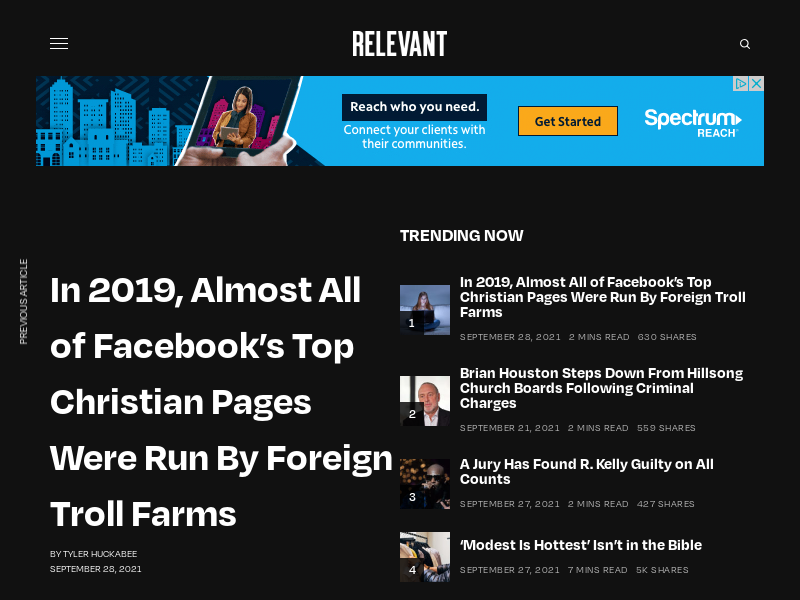 RELEVANT
Reach who you need.
Connect your clients with
their communities.
Get Started
Spectrum
REACH
PREVIOUS ARTICLE
In 2019, Almost All
of Facebook’s Top
Christian Pages
Were Run By Foreign
Troll Farms
BY TYLER HUCKABEE
SEPTEMBER 28, 2021
TRENDING NOW
1
In 2019, Almost All of Facebook’s Top
Christian Pages Were Run By Foreign Troll
Farms
SEPTEMBER 28, 2021 2 MINS READ 630 SHARES
2
Brian Houston Steps Down From Hillsong
Church Boards Following Criminal
Charges
SEPTEMBER 21, 2021 2 MINS READ 559 SHARES
3
A Jury Has Found R. Kelly Guilty on All
Counts
SEPTEMBER 27, 2021 2 MINS READ 427 SHARES
4
‘Modest Is Hottest’ Isn’t in the Bible
SEPTEMBER 27, 2021 7 MINS READ 5K SHARES